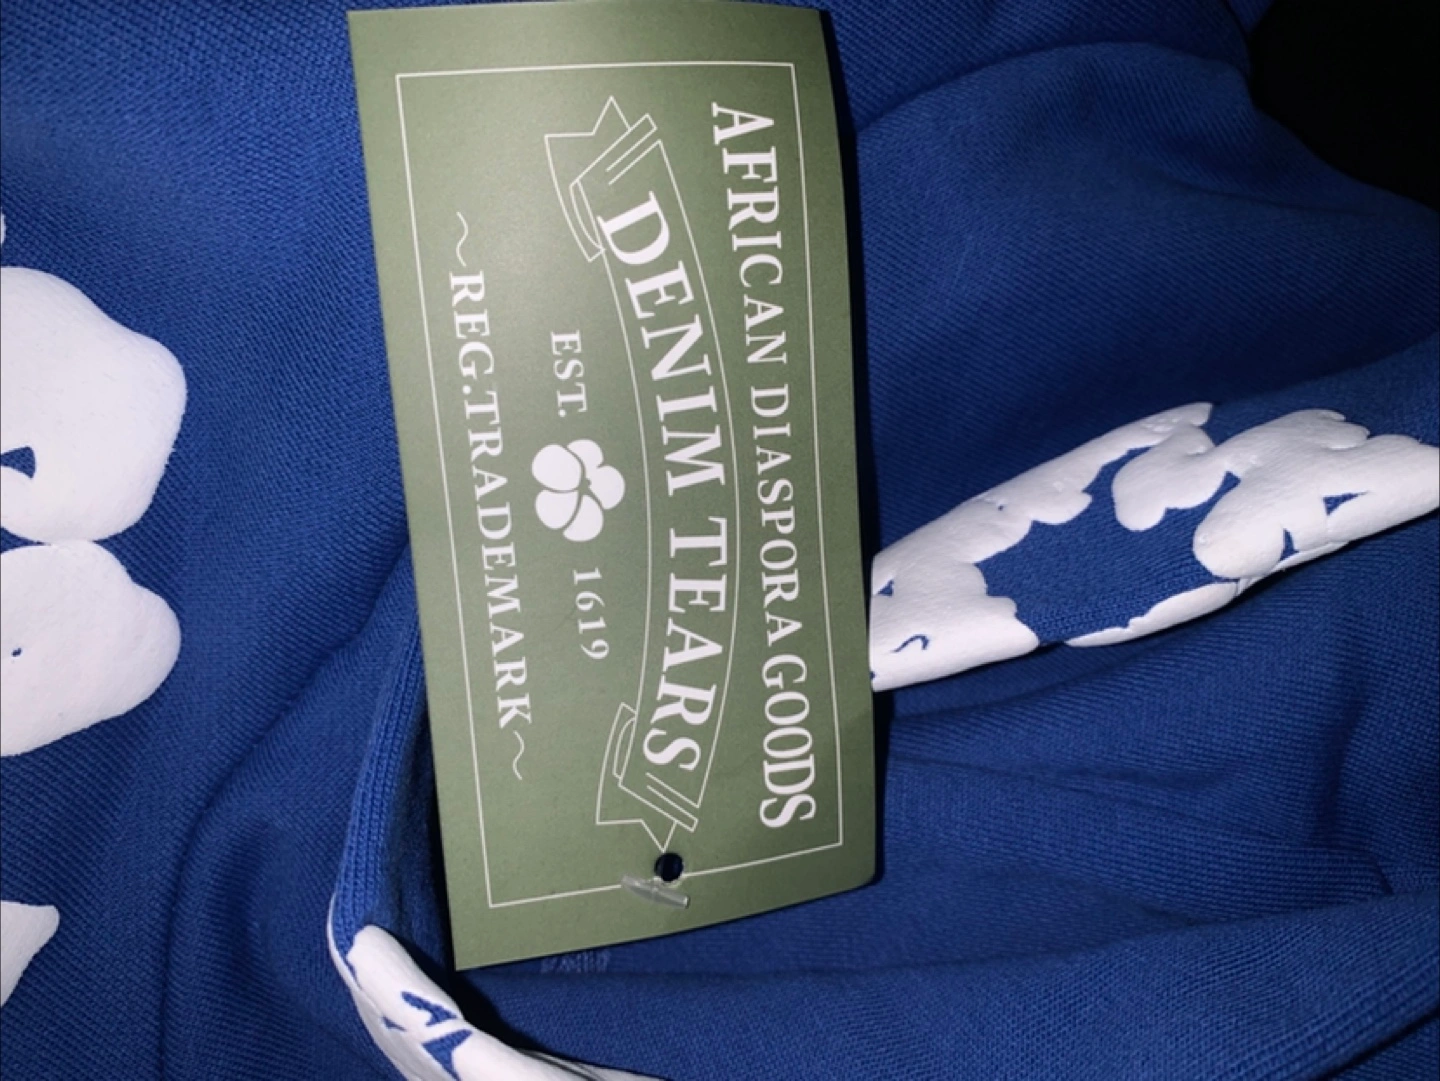 AFRICAN DIASPORA GOODS
DENIM TEARS
EST. 1619
~REG.TRADEMARK~